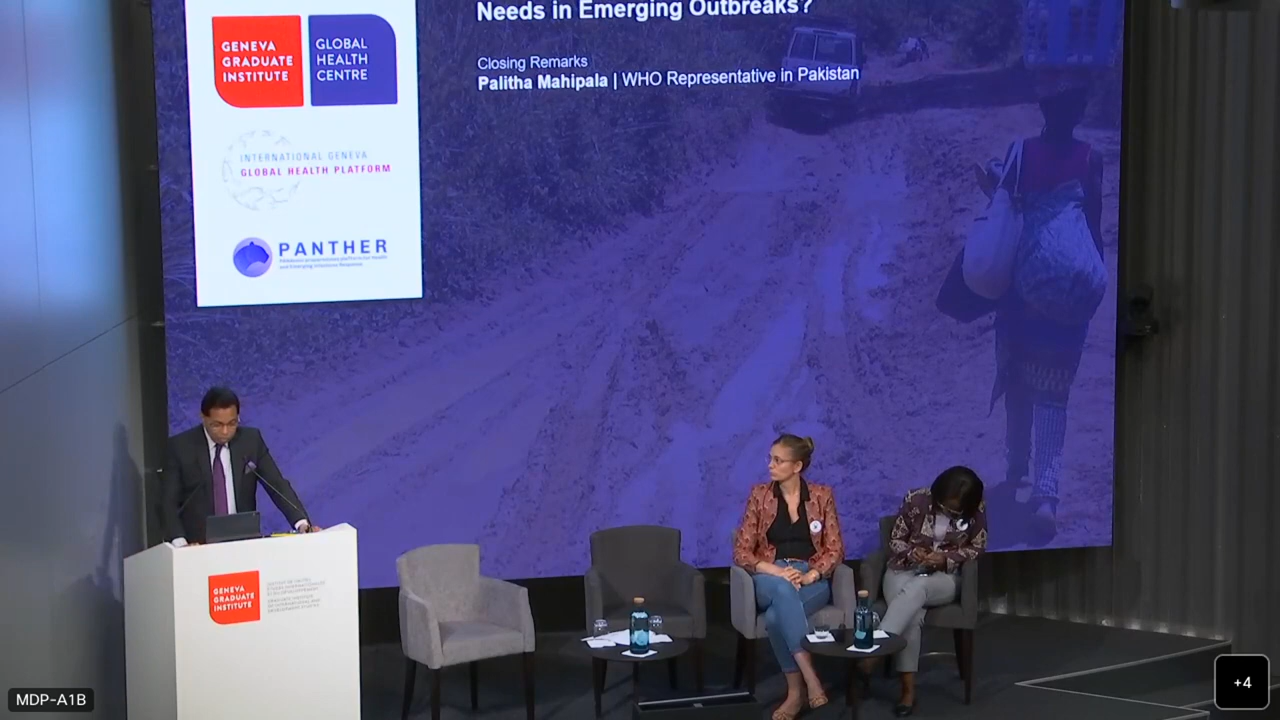 Needs in Emerging Outbreaks?
Closing Remarks
Palitha Mahipala | WHO Representative in Pakistan
GENEVA
GRADUATE
INSTITUTE
GLOBAL
HEALTH
CENTRE
INTERNATIONAL GENEVA
GLOBAL HEALTH PLATFORM
PANTHER
GENEVA
GRADUATE
INSTITUTE
MDP-A1B
+4